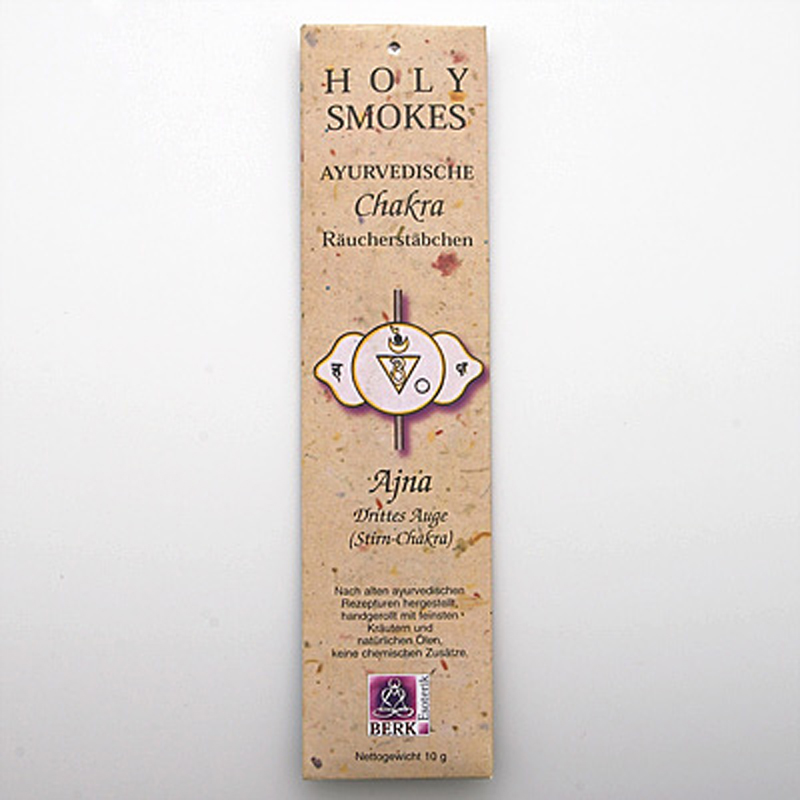 HOLY
SMOKES
AYURVEDISCHE
Chakra
Räucherstäbchen
Ajna
Drittes Auge
(Stirn-Chakra)
Nach alten ayurvedischen
Rezepturen hergestellt,
handgerollt mit feinsten
Kräutern und
natürlichen Ölen,
keine chemischen Zusätze.
BERK
Esoterik
Nettogewicht 10 g